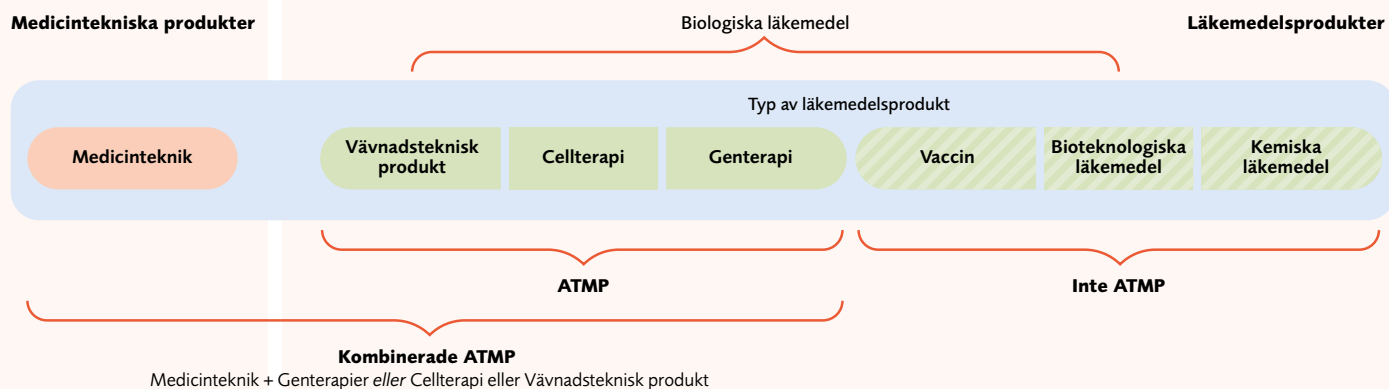 Medicintekniska produkter
Biologiska läkemedel
Läkemedelsprodukter
Typ av läkemedelsprodukt
Medicinteknik
Vävnadsteknisk
produkt
Cellterapi
Genterapi
Vaccin
Bioteknologiska
läkemedel
Kemiska
läkemedel
ATMP
Inte ATMP
Kombinerade ATMP
Medicinteknik + Genterapier eller Cellterapi eller Vävnadsteknisk produkt